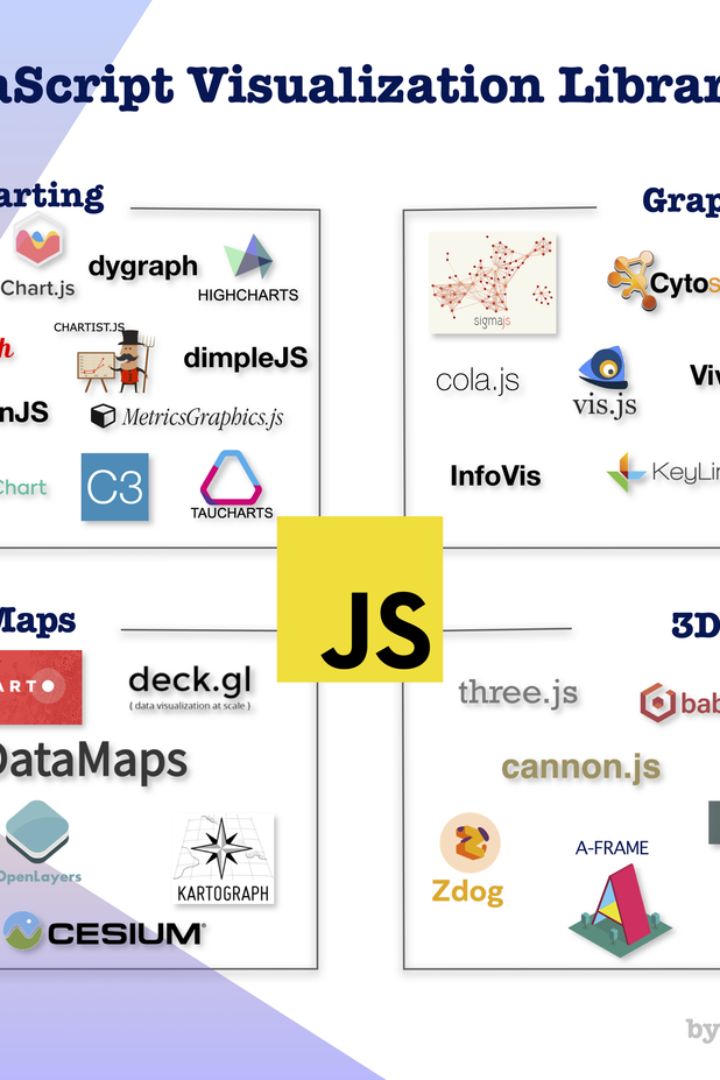 aScript Visualization Librar
arting
Grap
Chart.js
dygraph
HIGHCHARTS
h
CHARTIST.JS
dimpleJS
nJS
MetricsGraphics.js
Chart
C3
TAUCHARTS
sigmajs
Cytos
cola.js
vis.js
Viv
InfoVis
KeyLin
JS
Maps
3D
ARTO
deck.gl
{ data visualization at scale }
DataMaps
OpenLayers
KARTOGRAPH
CESIUM®
three.js
bab
cannon.js
Zdog
A-FRAME
by